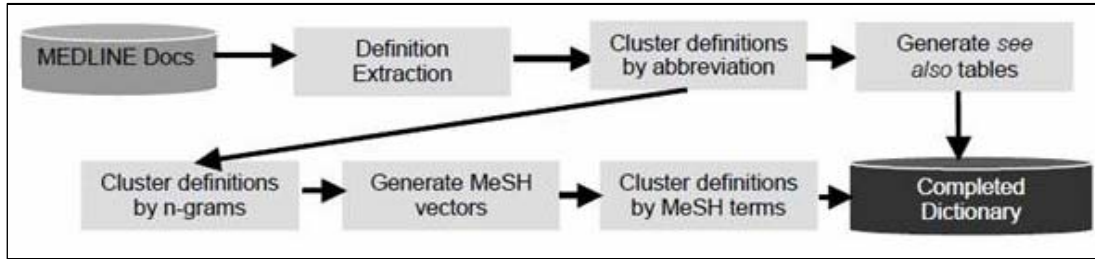 MEDLINE Docs
Definition
Extraction
Cluster definitions
by abbreviation
Generate see
also tables
Cluster definitions
by n-grams
Generate MeSH
vectors
Cluster definitions
by MeSH terms
Completed
Dictionary